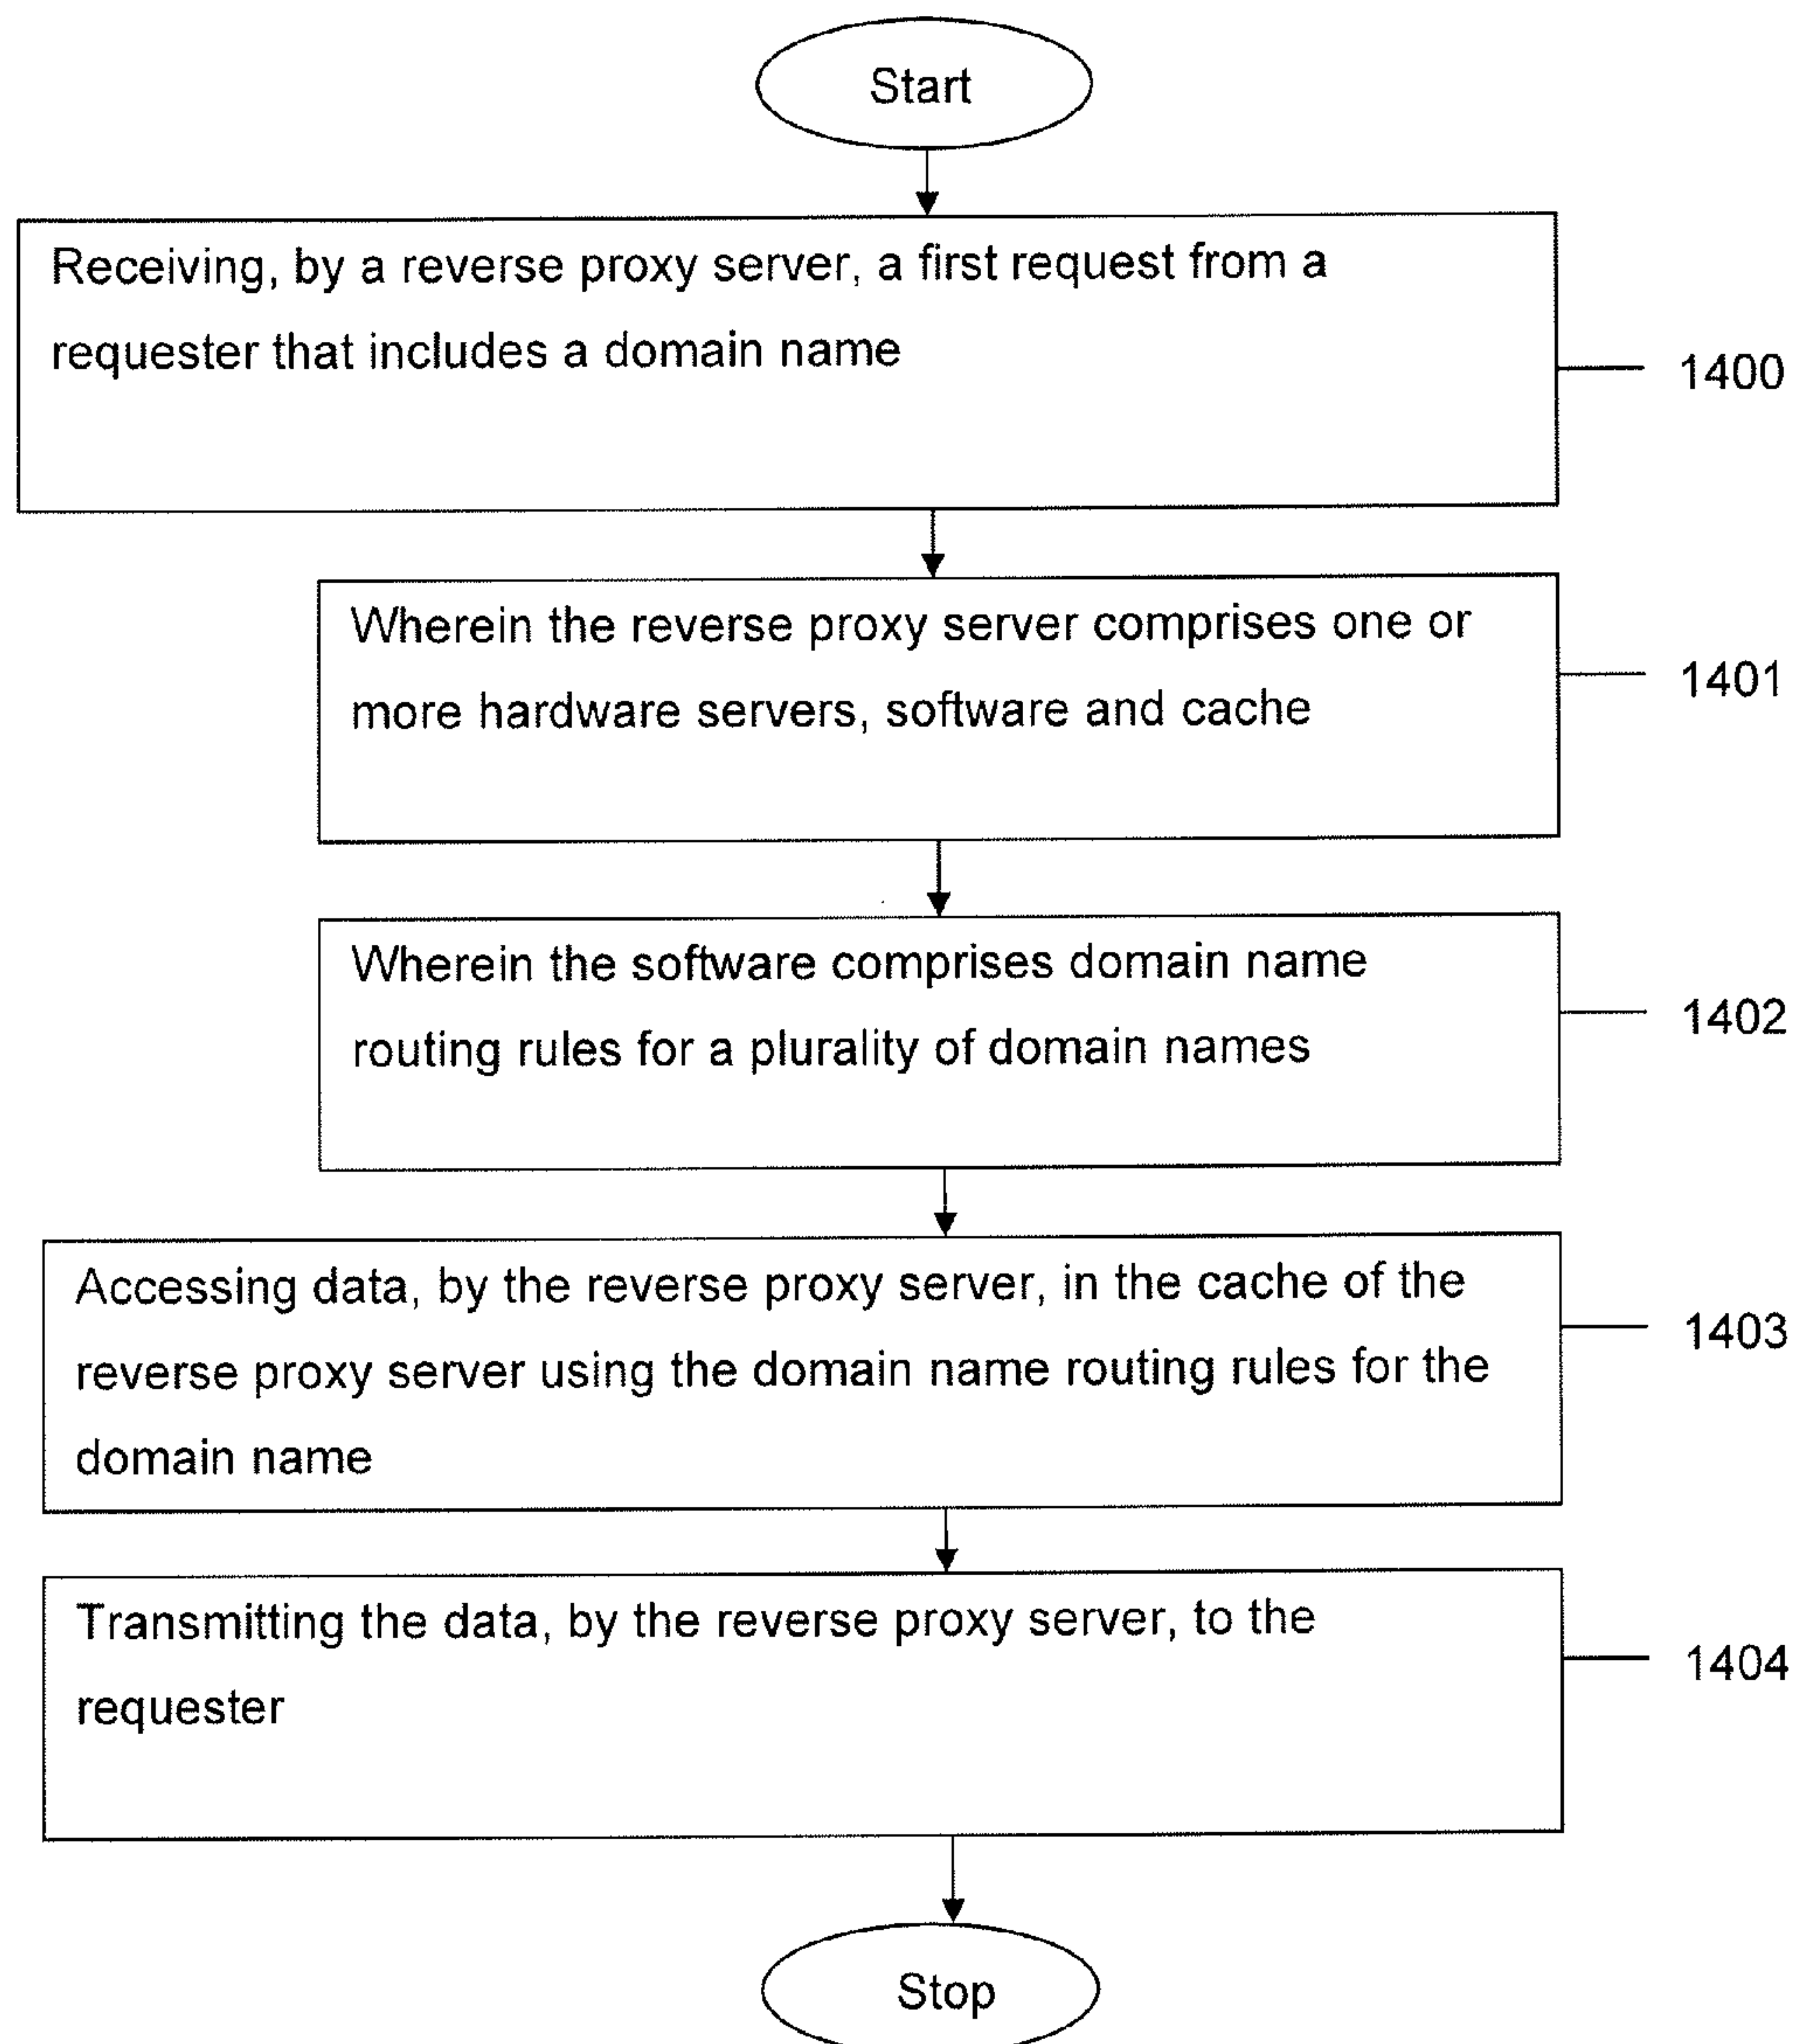 Start
Receiving, by a reverse proxy server, a first request from a
requester that includes a domain name
1400
Wherein the reverse proxy server comprises one or
more hardware servers, software and cache
1401
Wherein the software comprises domain name
routing rules for a plurality of domain names
1402
Accessing data, by the reverse proxy server, in the cache of the
reverse proxy server using the domain name routing rules for the
domain name
1403
Transmitting the data, by the reverse proxy server, to the
requester
1404
Stop